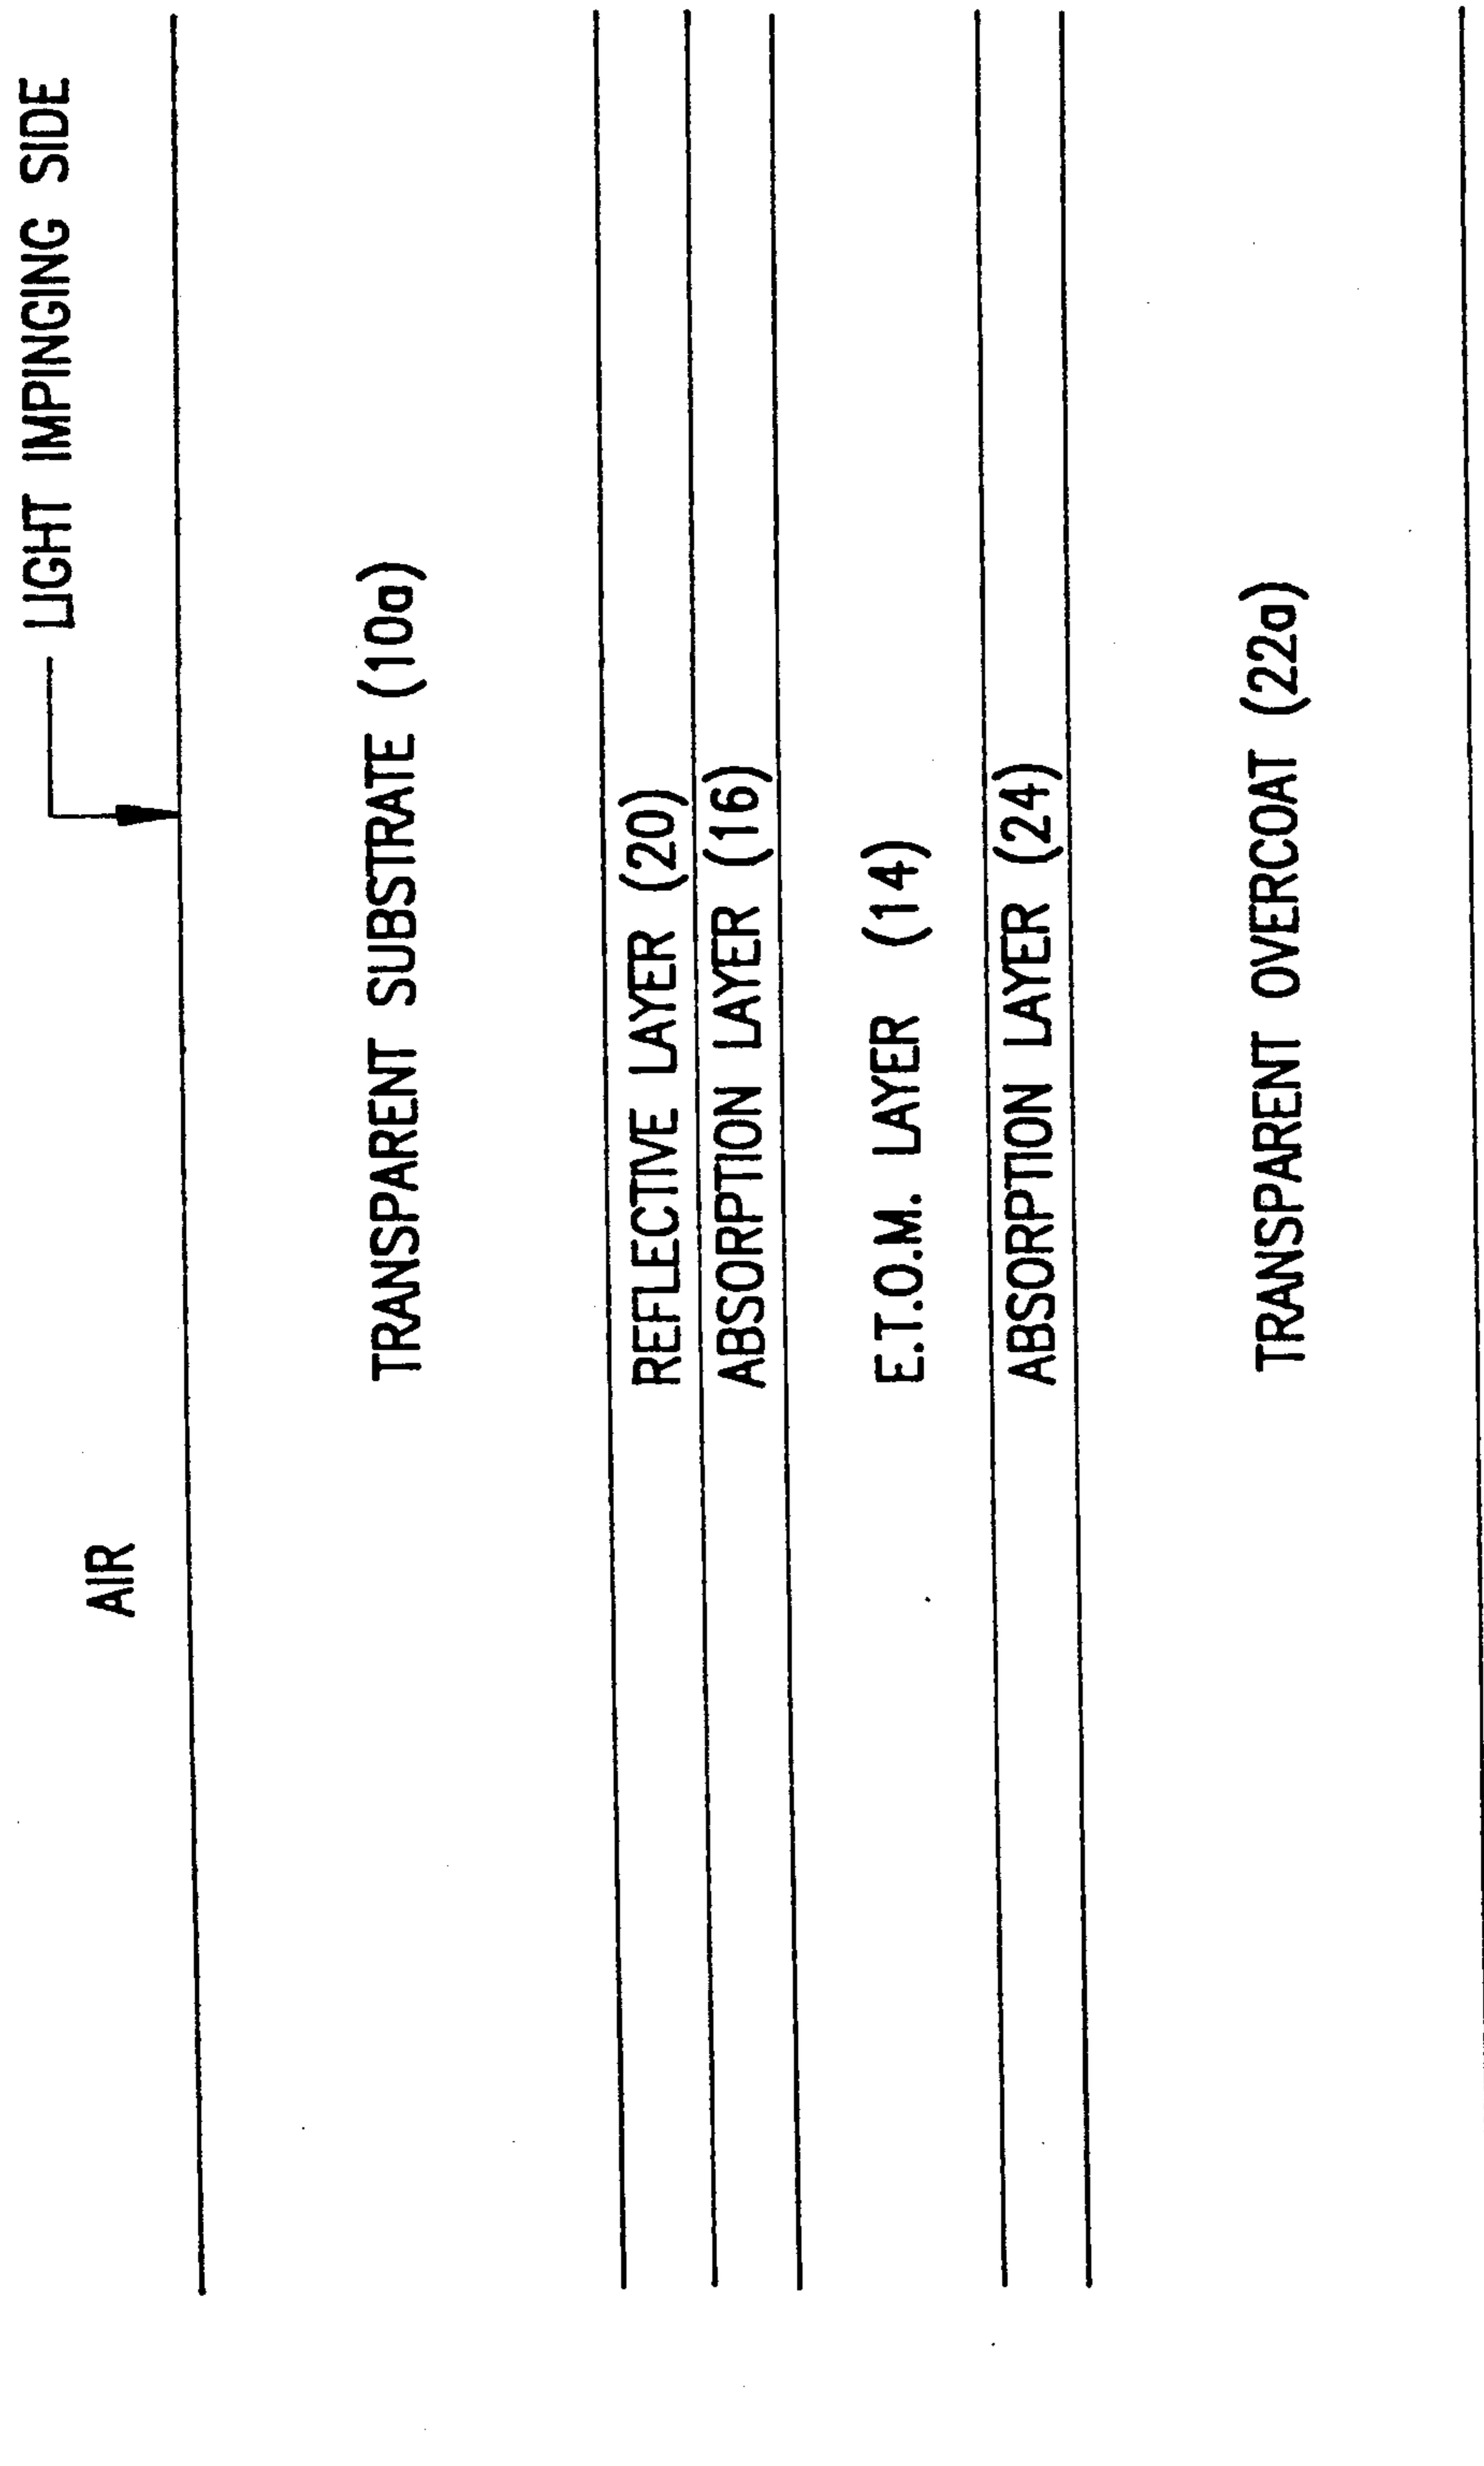 LIGHT IMPINGING SIDE
AIR
TRANSPARENT SUBSTRATE (10a)
REFLECTIVE LAYER (20)
ABSORPTION LAYER (16)
E.T.O.M. LAYER (14)
ABSORPTION LAYER (24)
TRANSPARENT OVERCOAT (22a)